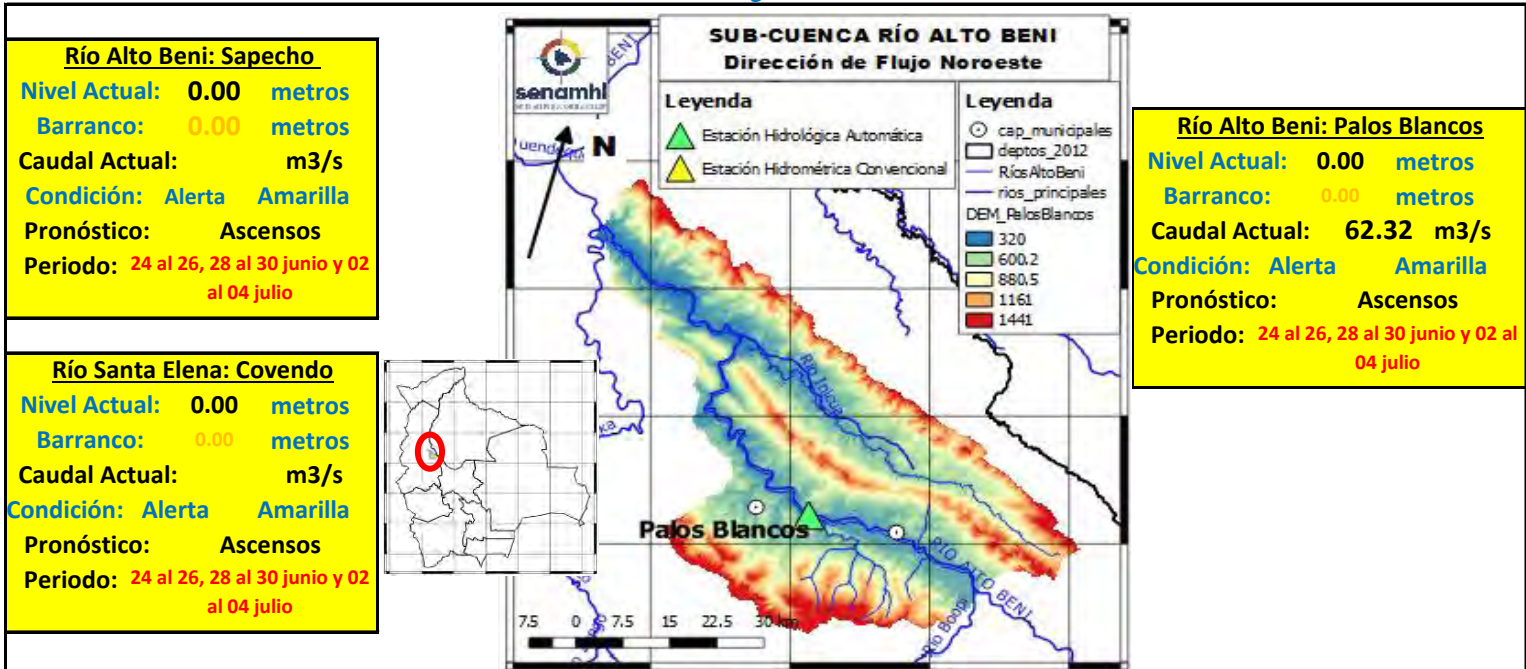 Río Alto Beni: Sapecho
Nivel Actual: 0.00 metros
Barranco: 0.00 metros
Caudal Actual: m3/s
Condición: Alerta Amarilla
Pronóstico: Ascensos
Periodo: 24 al 26, 28 al 30 junio y 02
al 04 julio
Río Santa Elena: Covendo
Nivel Actual: 0.00 metros
Barranco: 0.00 metros
Caudal Actual: m3/s
Condición: Alerta Amarilla
Pronóstico: Ascensos
Periodo: 24 al 26, 28 al 30 junio y 02
al 04 julio
SUB-CUENCA RÍO ALTO BENI
Dirección de Flujo Noroeste
senamhi
BENI
N
Leyenda
Estación Hidrológica Automática
Estación Hidrométrica Convencional
Leyenda
cap_municipales
deptos_2012
RíosAltoBeni
rios_principales
DEM_PalosBlancos
320
600.2
880.5
1161
1441
Río Inicua
Palos Blancos
RIO ALTO BENI
Río Boopi
7.5 0 7.5 15 22.5 30 km
Río Alto Beni: Palos Blancos
Nivel Actual: 0.00 metros
Barranco: 0.00 metros
Caudal Actual: 62.32 m3/s
Condición: Alerta Amarilla
Pronóstico: Ascensos
Periodo: 24 al 26, 28 al 30 junio y 02 al
04 julio